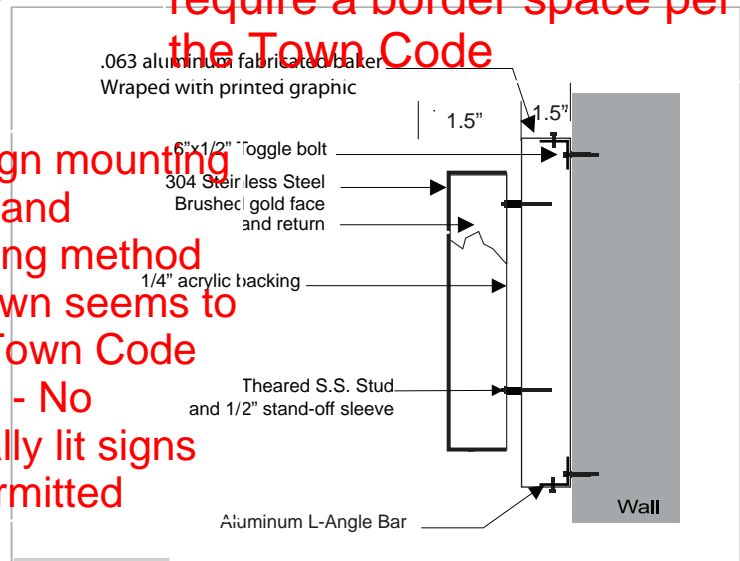 require a border space per
the Town Code
.063 aluminum fabricated baker
Wraped with printed graphic
1.5”
1.5”
6”x1/2” Toggle bolt
304 Steinless Steel
Brushed gold face
and return
1/4” acrylic backing
Theared S.S. Stud
and 1/2” stand-off sleeve
Aluminum L-Angle Bar
Wall
gn mounting
and
ng method
wn seems to
Town Code
- No
lly lit signs
rmitted